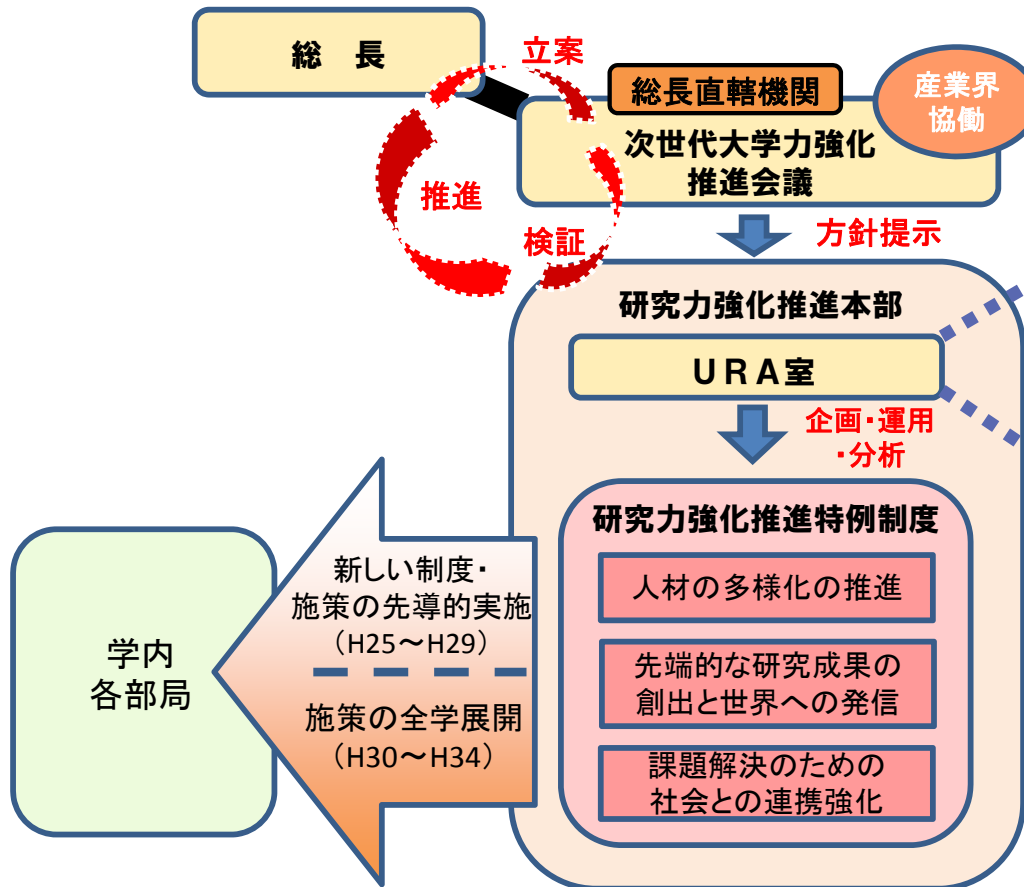 総 長
立案
総長直轄機関
産業界
協働
次世代大学力強化
推進会議
推進
検証
方針提示
研究力強化推進本部
URA室
企画・運用
・分析
研究力強化推進特例制度
人材の多様化の推進
先端的な研究成果の
創出と世界への発信
課題解決のための
社会との連携強化
新しい制度・
施策の先導的実施
(H25~H29)
施策の全学展開
(H30~H34)
学内
各部局